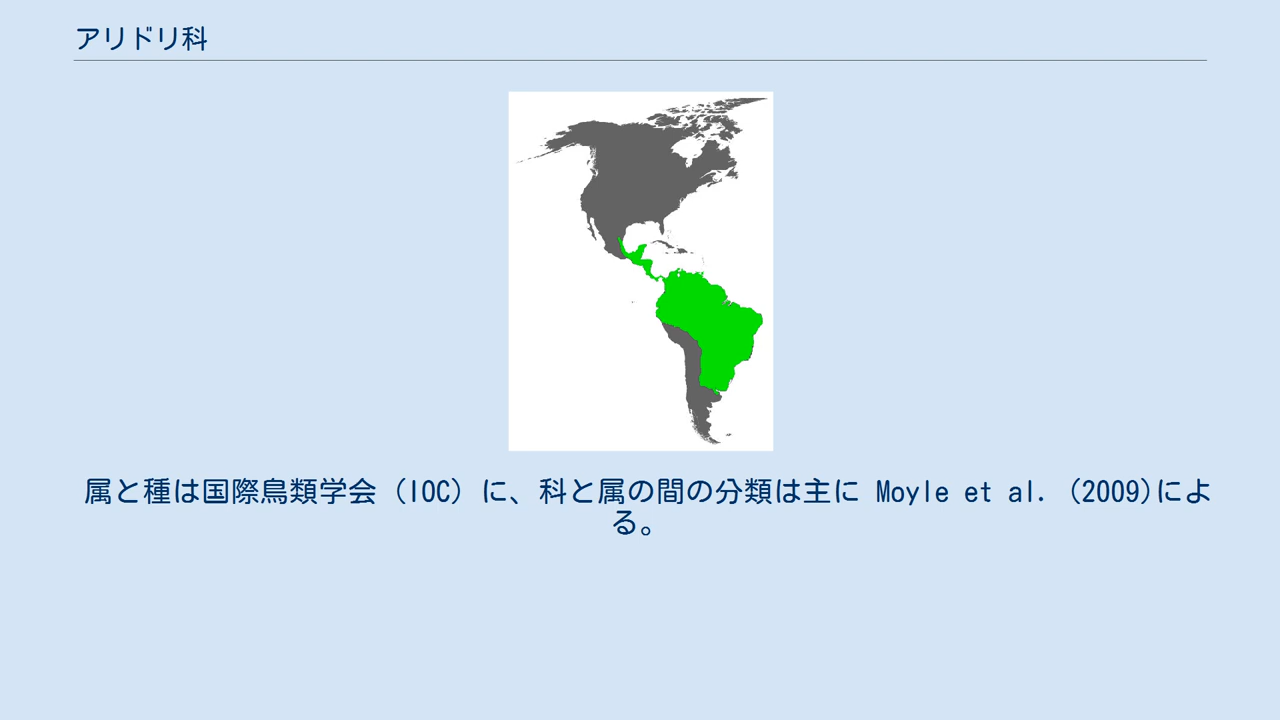 アリドリ科
属と種は国際鳥類学会（IOC）に、科と属の間の分類は主に Moyle et al. (2009)によ
る。